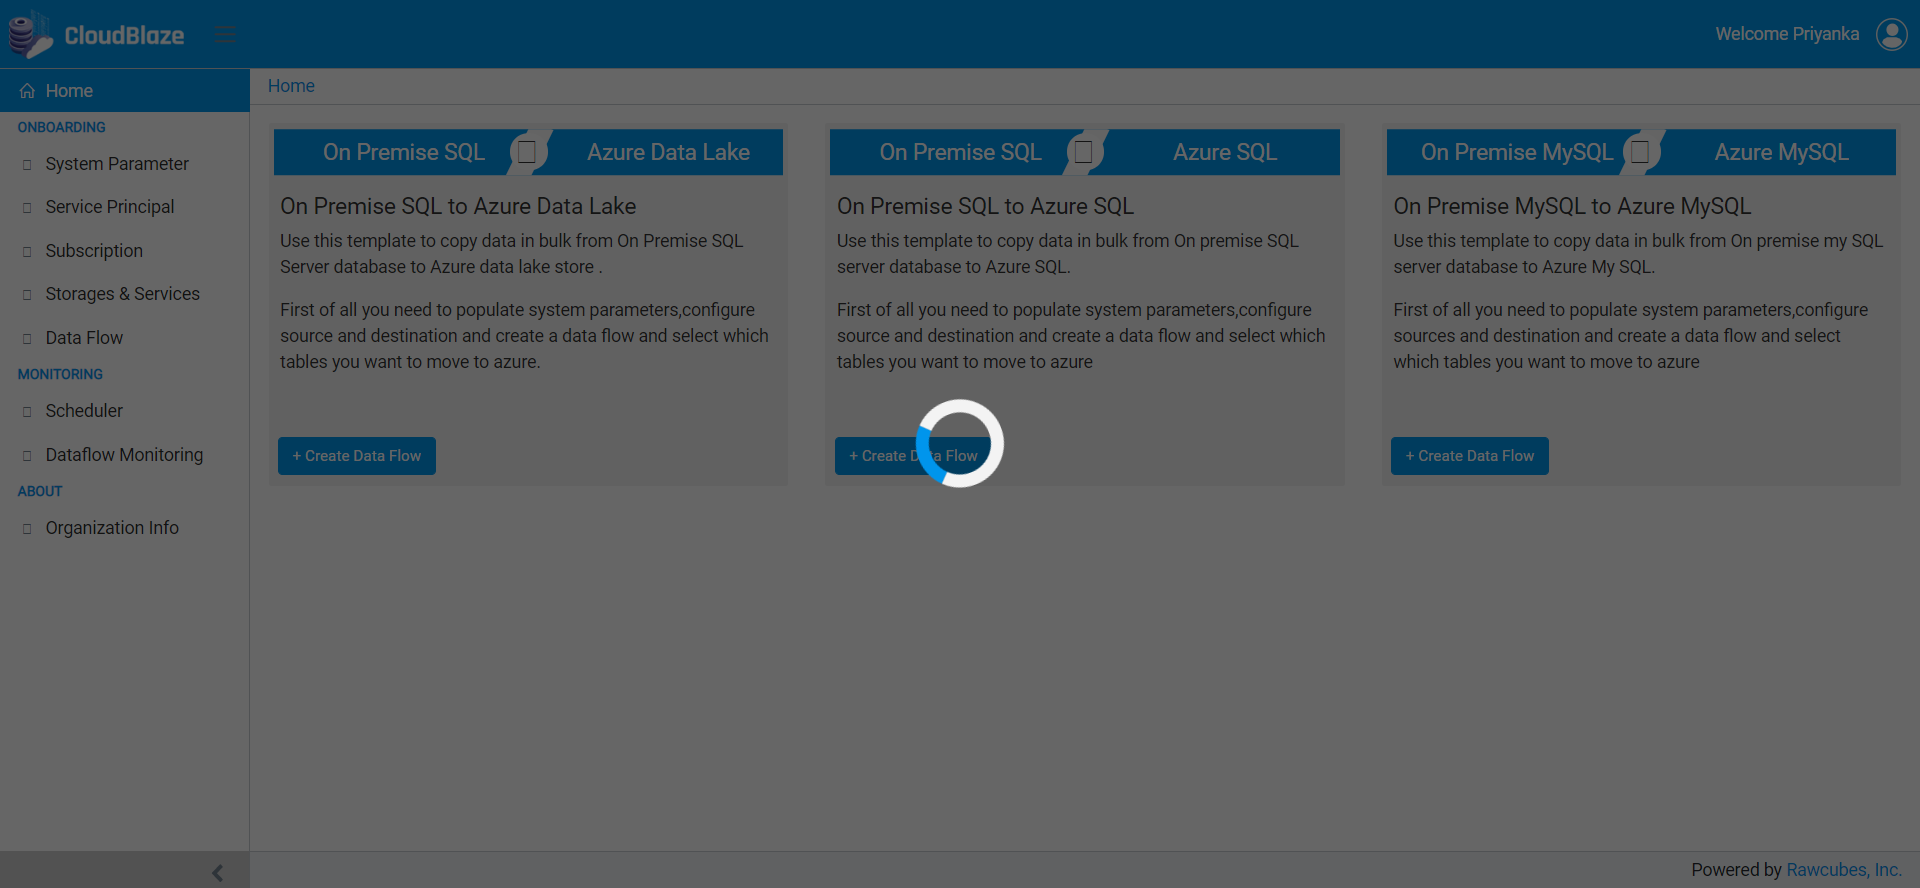 CloudBlaze
Welcome Priyanka
Home
ONBOARDING
System Parameter
Service Principal
Subscription
Storages & Services
Data Flow
MONITORING
Scheduler
Dataflow Monitoring
ABOUT
Organization Info
Home
On Premise SQL
Azure Data Lake
On Premise SQL to Azure Data Lake
Use this template to copy data in bulk from On Premise SQL
Server database to Azure data lake store .
First of all you need to populate system parameters,configure
source and destination and create a data flow and select which
tables you want to move to azure.
+ Create Data Flow
On Premise SQL
Azure SQL
On Premise SQL to Azure SQL
Use this template to copy data in bulk from On premise SQL
server database to Azure SQL.
First of all you need to populate system parameters,configure
source and destination and create a data flow and select which
tables you want to move to azure
+ Create Data Flow
On Premise MySQL
Azure MySQL
On Premise MySQL to Azure MySQL
Use this template to copy data in bulk from On premise my SQL
server database to Azure My SQL.
First of all you need to populate system parameters,configure
sources and destination and create a data flow and select
which tables you want to move to azure
+ Create Data Flow
Powered by Rawcubes, Inc.